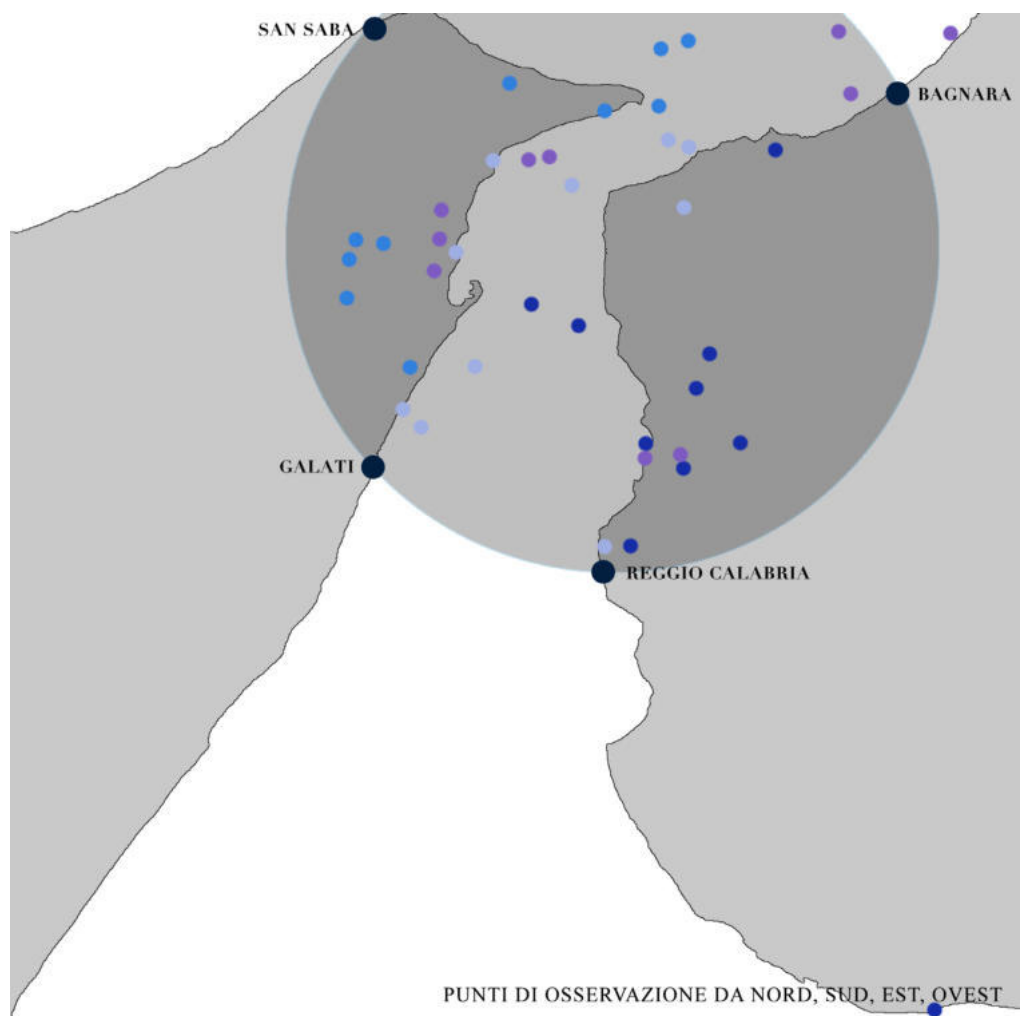 SAN SABA
BAGNARA
GALATI
REGGIO CALABRIA
PUNTI DI OSSERVAZIONE DA NORD, SUD, EST, OVEST